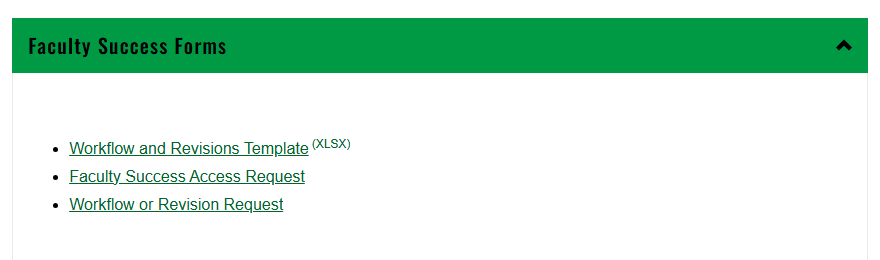 Faculty Success Forms
Workflow and Revisions Template (XLSX)
Faculty Success Access Request
Workflow or Revision Request